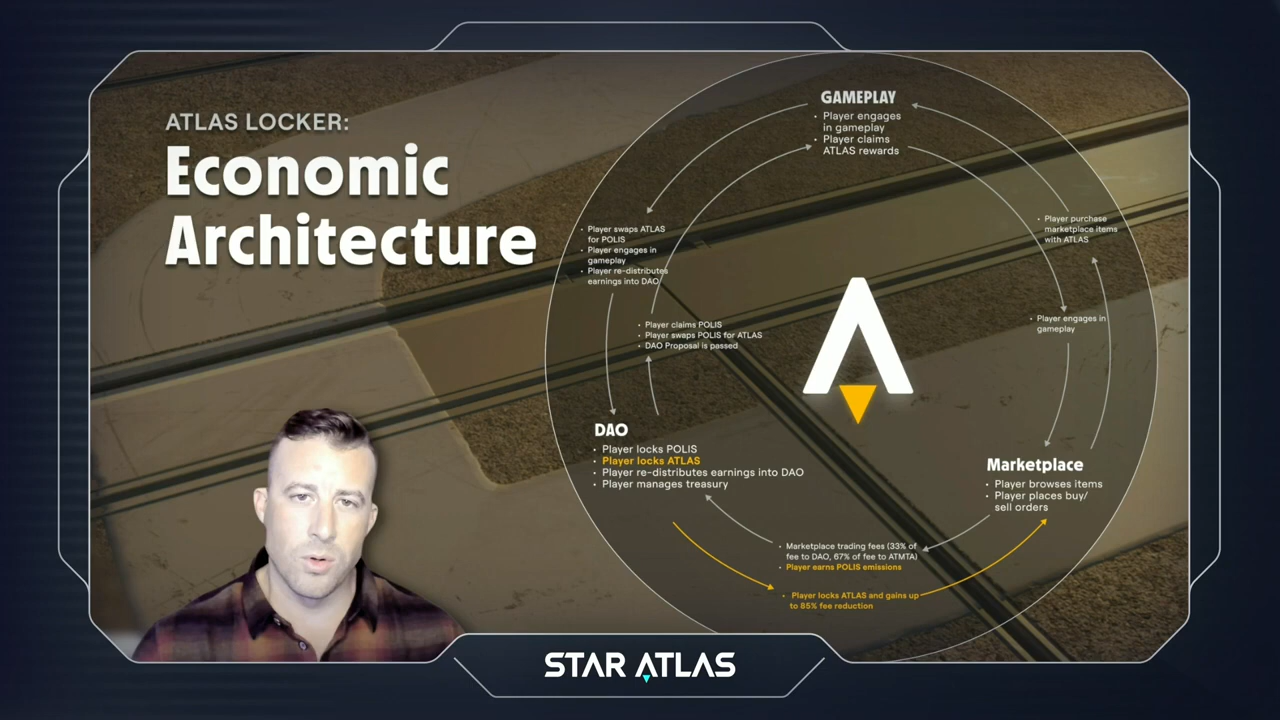 ATLAS LOCKER:
Economic
Architecture
GAMEPLAY
• Player engages
in gameplay
• Player claims
ATLAS rewards
• Player swaps ATLAS
for POLIS
• Player engages in
gameplay
• Player re-distributes
earnings into DAO
• Player purchase
marketplace items
with ATLAS
• Player claims POLIS
• Player swaps POLIS for ATLAS
• DAO Proposal is passed
• Player engages in
gameplay
DAO
• Player locks POLIS
• Player locks ATLAS
• Player re-distributes earnings into DAO
• Player manages treasury
Marketplace
• Player browses items
• Player places buy/
sell orders
• Marketplace trading fees (33% of
fee to DAO, 67% of fee to ATMTA)
• Player earns POLIS emissions
• Player locks ATLAS and gains up
to 85% fee reduction
STAR ATLAS